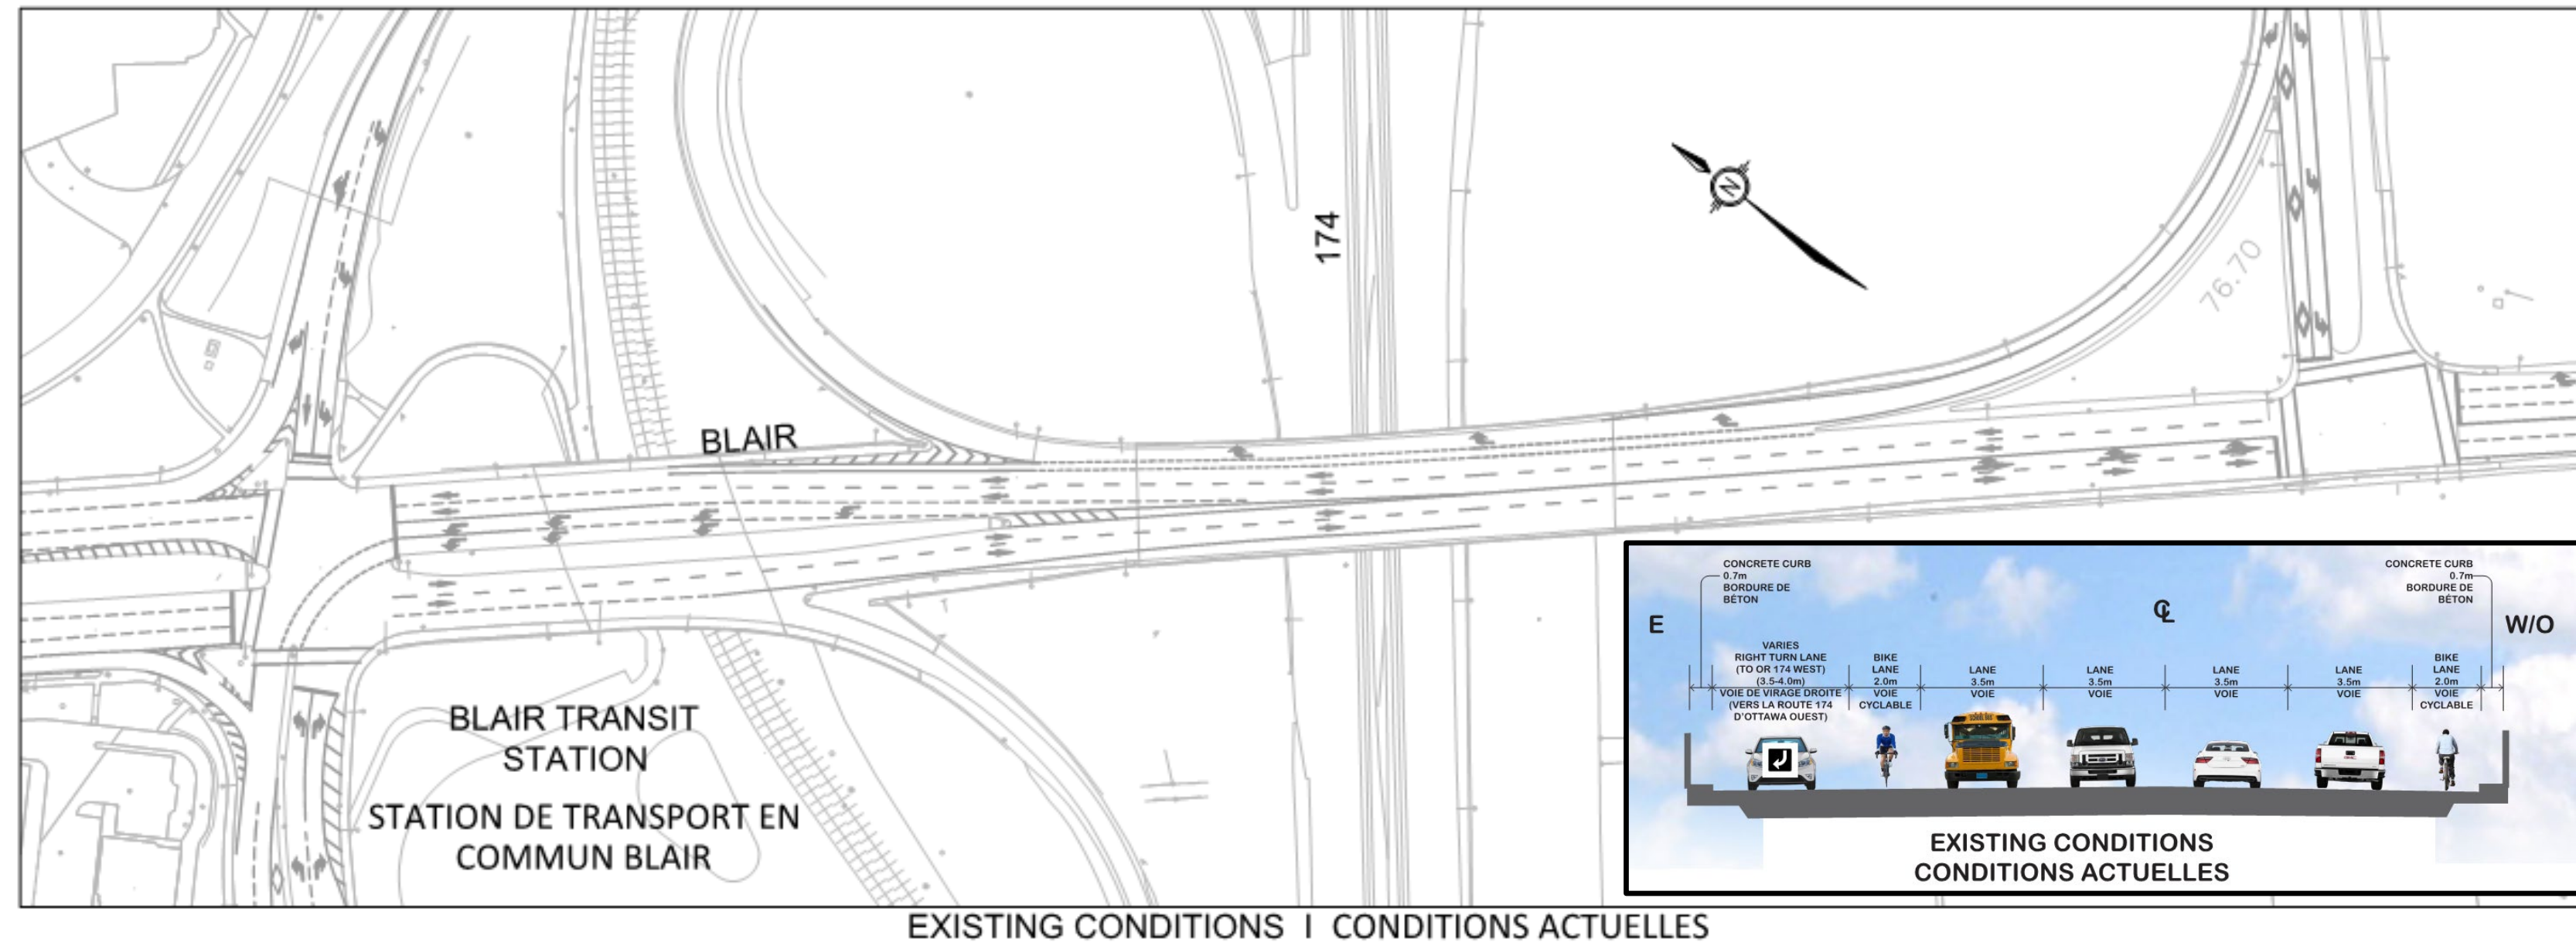 174
N
76.70
BLAIR
BLAIR TRANSIT
STATION
STATION DE TRANSPORT EN
COMMUN BLAIR
CONCRETE CURB
0.7m
BORDURE DE
BÉTON
CONCRETE CURB
0.7m
BORDURE DE
BÉTON
E
℄
W/O
VARIES
RIGHT TURN LANE
(TO OR 174 WEST)
(3.5-4.0m)
VOIE DE VIRAGE DROITE
(VERS LA ROUTE 174
D'OTTAWA OUEST)
BIKE
LANE
2.0m
VOIE
CYCLABLE
LANE
3.5m
VOIE
LANE
3.5m
VOIE
LANE
3.5m
VOIE
LANE
3.5m
VOIE
BIKE
LANE
2.0m
VOIE
CYCLABLE
EXISTING CONDITIONS
CONDITIONS ACTUELLES
EXISTING CONDITIONS I CONDITIONS ACTUELLES